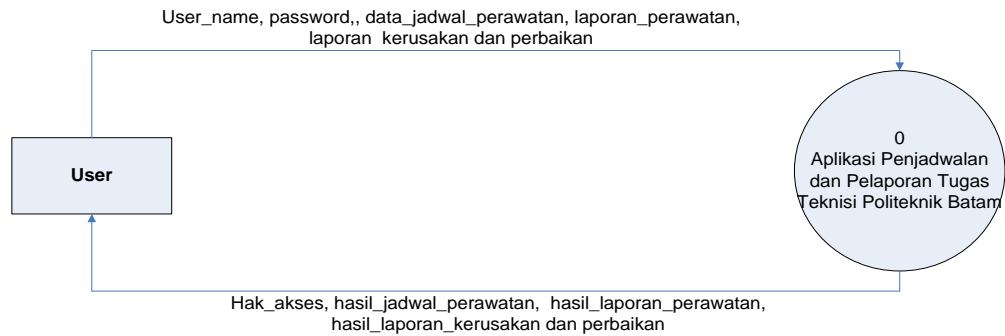 User_name, password,, data_jadwal_perawatan, laporan_perawatan,
laporan kerusakan dan perbaikan
0
Aplikasi Penjadwalan
dan Pelaporan Tugas
Teknisi Politeknik Batam
User
Hak_akses, hasil_jadwal_perawatan, hasil_laporan_perawatan,
hasil_laporan_kerusakan dan perbaikan